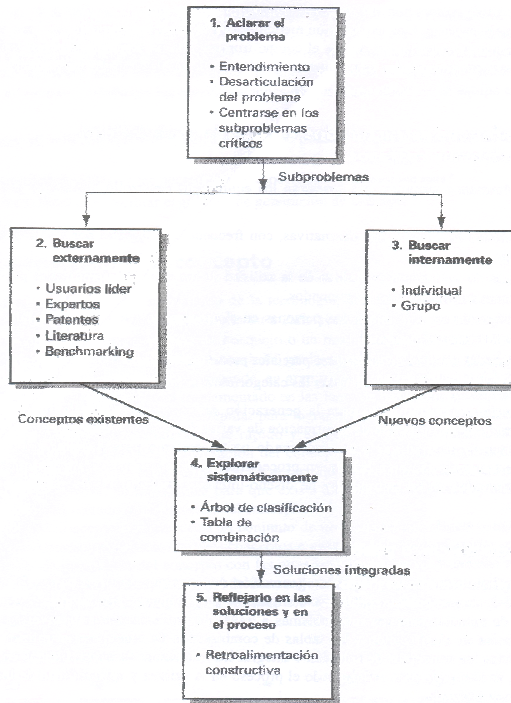 1. Aclarar el
problema
• Entendimiento
• Desarticulación
del problema
• Centrarse en los
subproblemas
críticos
Subproblemas
2. Buscar
externamente
• Usuarios líder
• Expertos
• Patentes
• Literatura
• Benchmarking
3. Buscar
internamente
• Individual
• Grupo
Conceptos existentes
Nuevos conceptos
4. Explorar
sistemáticamente
• Árbol de clasificación
• Tabla de
combinación
Soluciones integradas
5. Reflejarlo en las
soluciones y en
el proceso
• Retroalimentación
constructiva